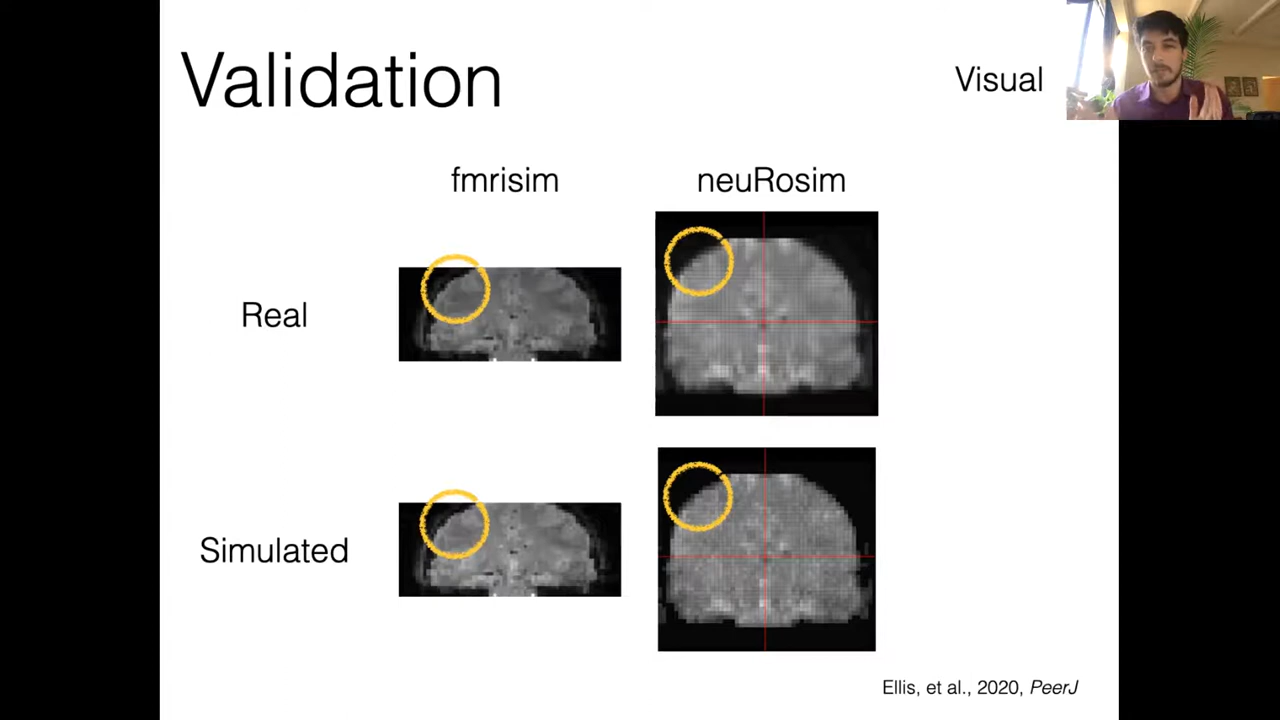 Validation
Visual
fmrisim
neuRosim
Real
Simulated
Ellis, et al., 2020, PeerJ